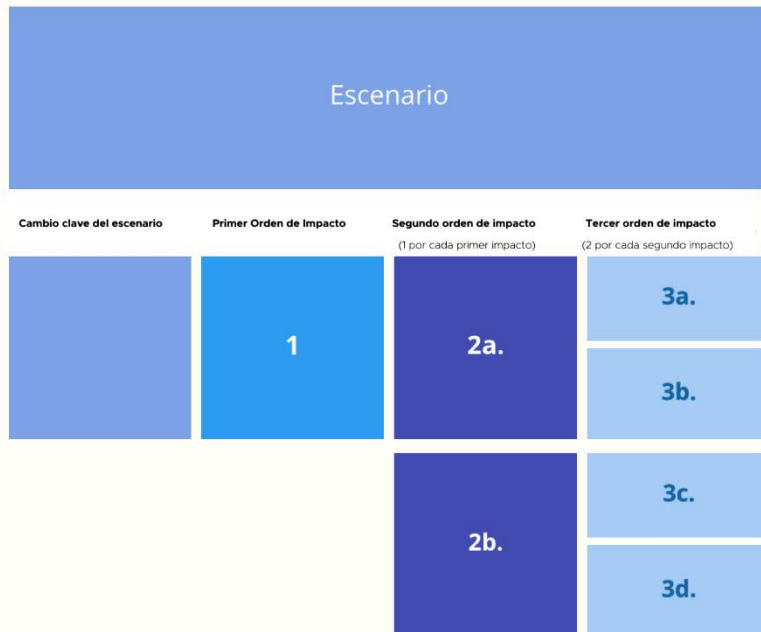 Escenario
Cambio clave del escenario
Primer Orden de Impacto
Segundo orden de impacto
(1 por cada primer impacto)
Tercer orden de impacto
(2 por cada segundo impacto)
1
2a.
3a.
3b.
2b.
3c.
3d.